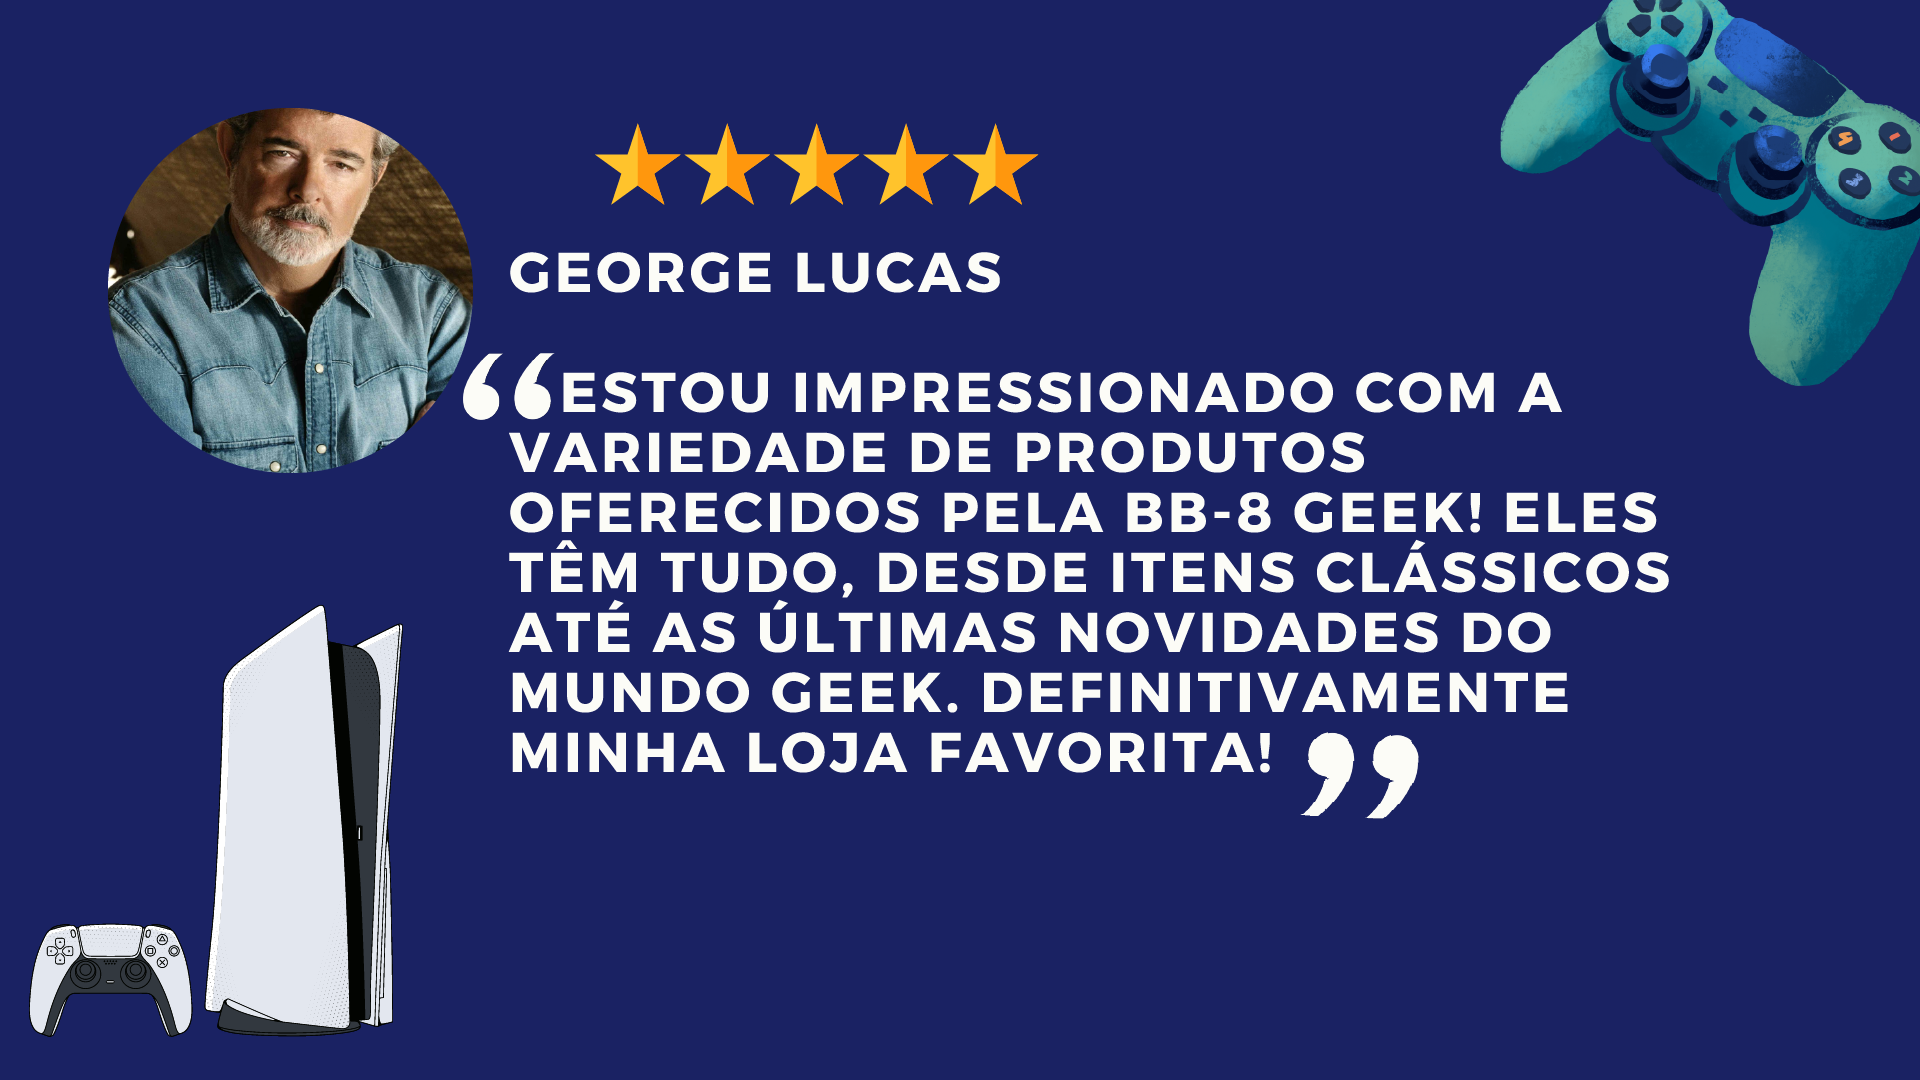 GEORGE LUCAS
“ESTOU IMPRESSIONADO COM A
VARIEDADE DE PRODUTOS
OFERECIDOS PELA BB-8 GEEK! ELES
TÊM TUDO, DESDE ITENS CLÁSSICOS
ATÉ AS ÚLTIMAS NOVIDADES DO
MUNDO GEEK. DEFINITIVAMENTE
MINHA LOJA FAVORITA! ”